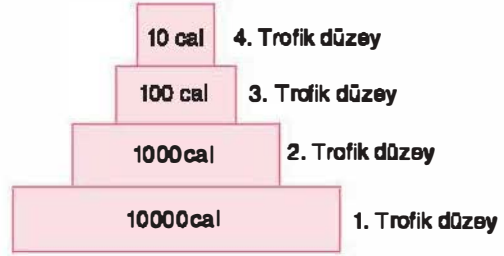 10 cal 4. Trofik düzey
100 cal 3. Trofik düzey
1000cal 2. Trofik düzey
10000cal 1. Trofik düzey